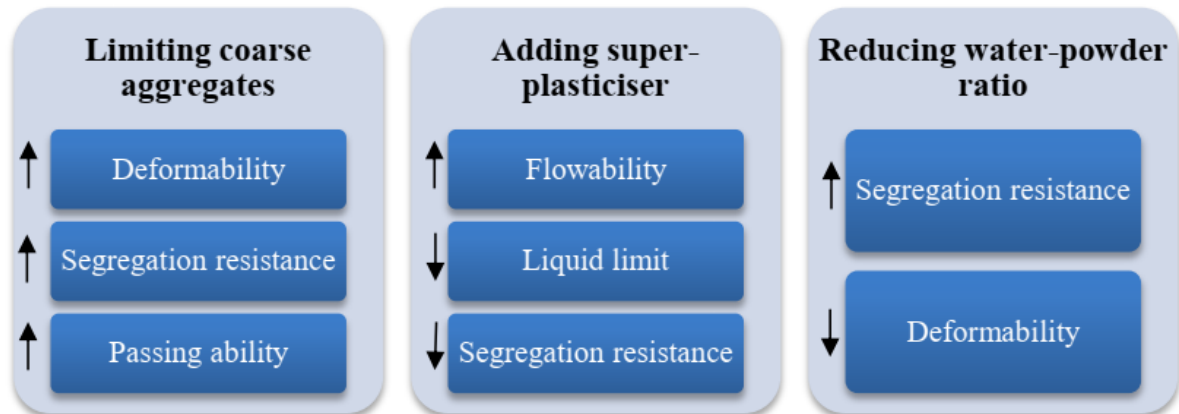 Limiting coarse
aggregates
Deformability
Segregation resistance
Passing ability
Adding super-
plasticiser
Flowability
Liquid limit
Segregation resistance
Reducing water-powder
ratio
Segregation resistance
Deformability